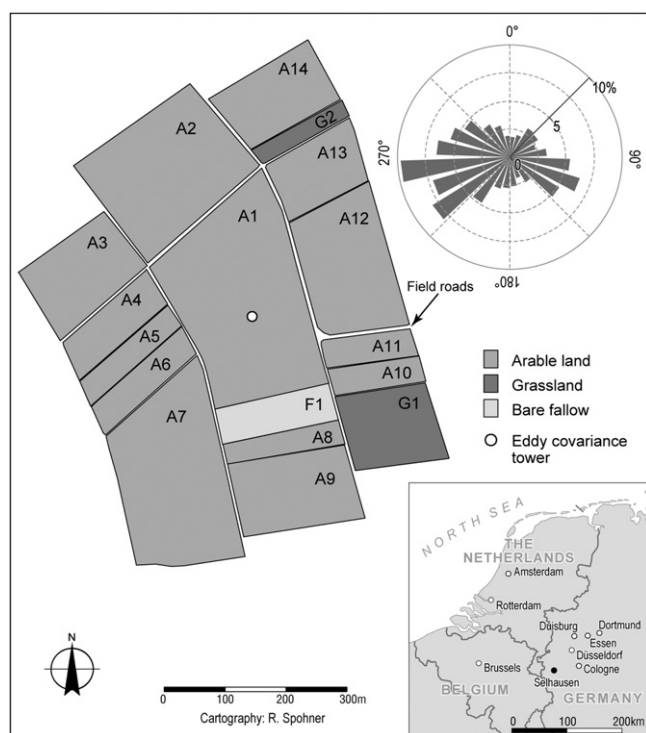 0°
10%
5
0
270°
90°
180°
A14
G2
A2
A13
A1
A12
A3
A4
A5
A6
A7
Field roads
A11
A10
F1
G1
A8
A9
Arable land
Grassland
Bare fallow
Eddy covariance
tower
N
0 100 200 300m
Cartography: R. Spohner
NORTH SEA
THE
NETHERLANDS
Amsterdam
Rotterdam
Duisburg
Dortmund
Essen
Düsseldorf
Cologne
Brussels
Selhausen
BELGIUM
GERMANY
0 100 200km